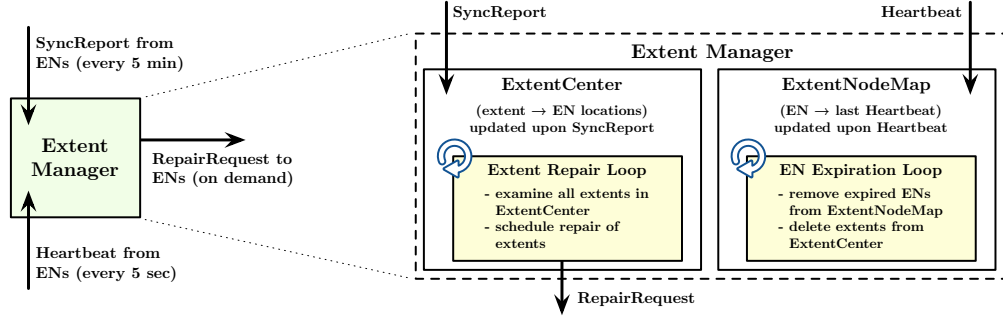 SyncReport from
ENs (every 5 min)
Extent
Manager
RepairRequest to
ENs (on demand)
Heartbeat from
ENs (every 5 sec)
SyncReport
Heartbeat
Extent Manager
ExtentCenter
(extent → EN locations)
updated upon SyncReport
Extent Repair Loop
- examine all extents in
ExtentCenter
- schedule repair of
extents
RepairRequest
ExtentNodeMap
(EN → last Heartbeat)
updated upon Heartbeat
EN Expiration Loop
- remove expired ENs
from ExtentNodeMap
- delete extents from
ExtentCenter